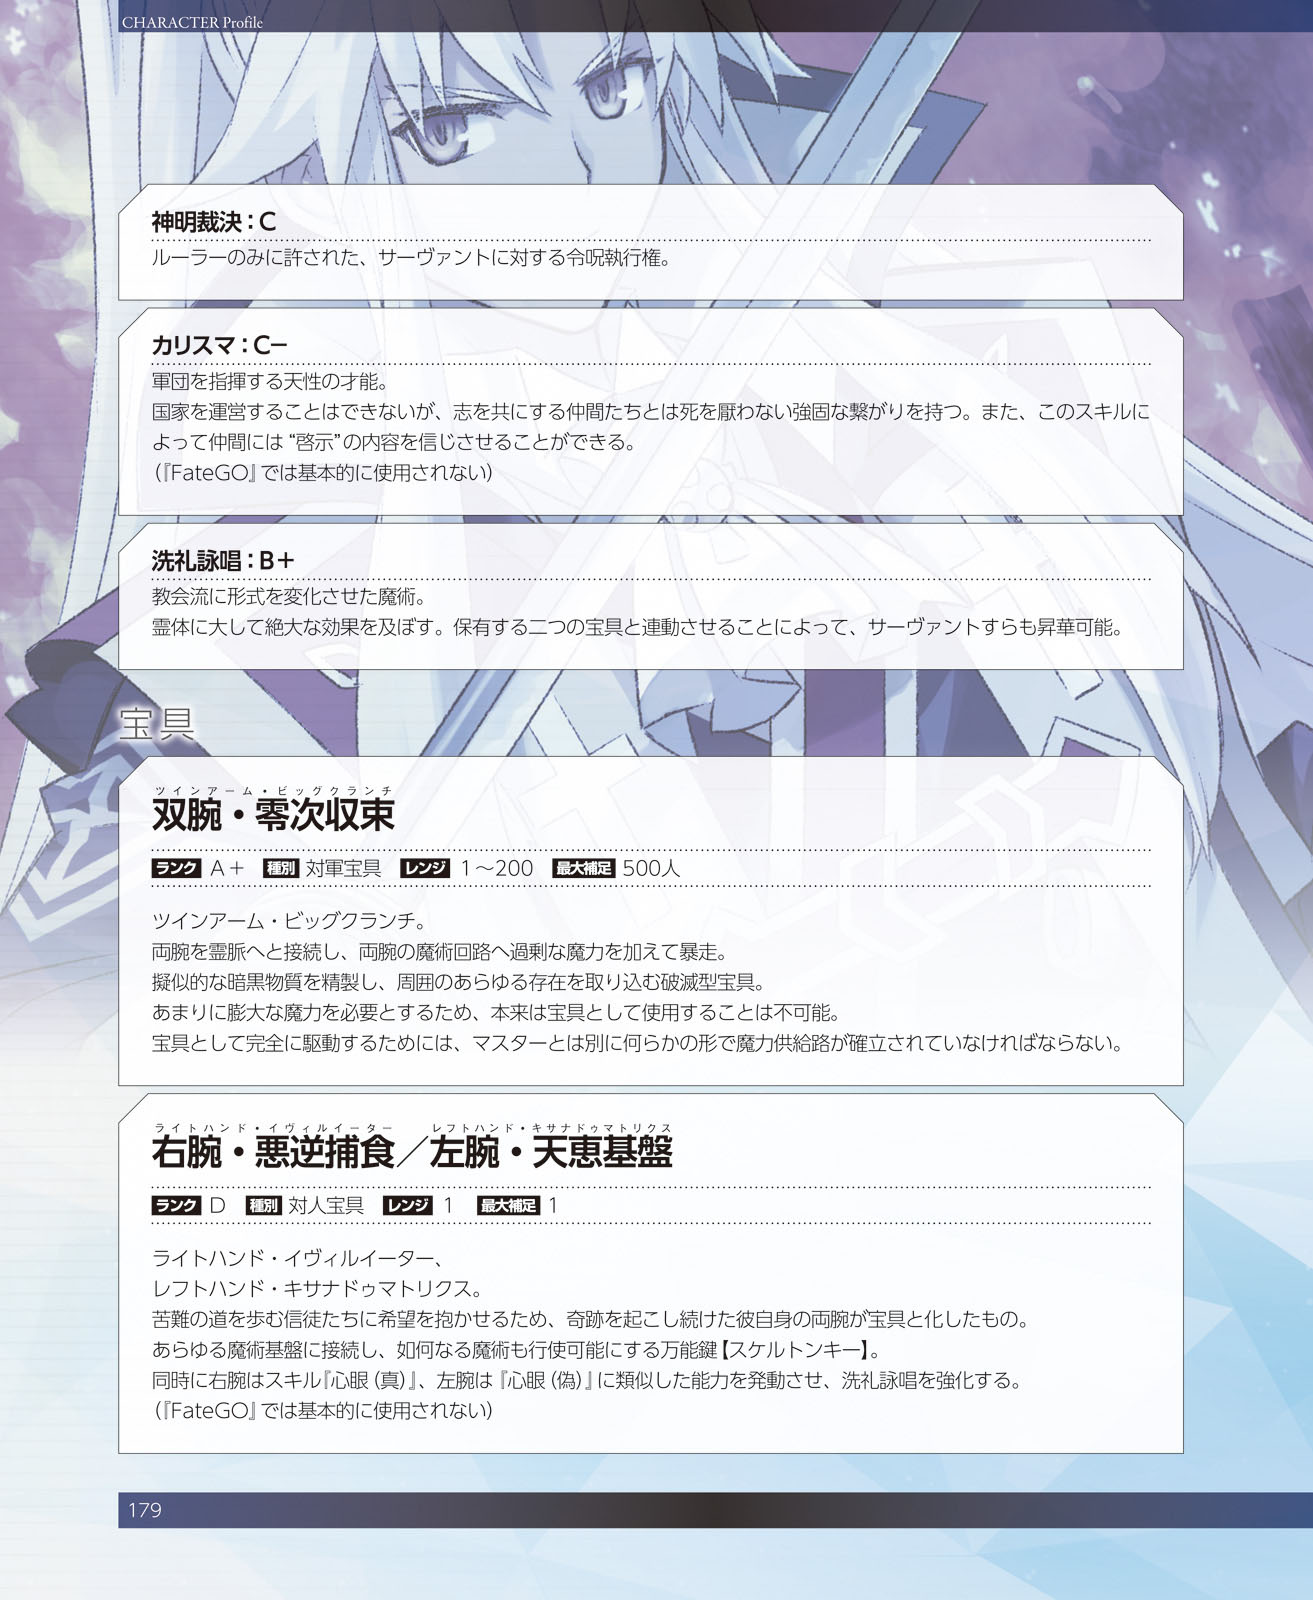 CHARACTER Profile
神明裁決：C
ルーラーのみに許された、サーヴァントに対する令呪執行権。
カリスマ：C−
軍団を指揮する天性の才能。
国家を運営することはできないが、志を共にする仲間たちとは死を厭わない強固な繋がりを持つ。また、このスキルに
よって仲間には“啓示”の内容を信じさせることができる。
（『FateGO』では基本的に使用されない）
洗礼詠唱：B＋
教会流に形式を変化させた魔術。
霊体に大して絶大な効果を及ぼす。保有する二つの宝具と連動させることによって、サーヴァントすらも昇華可能。
宝具
ツインアーム・ビッグクランチ
双腕・零次収束
ランク A＋ 種別 対軍宝具 レンジ 1～200 最大補足 500人
ツインアーム・ビッグクランチ。
両腕を霊脈へと接続し、両腕の魔術回路へ過剰な魔力を加えて暴走。
擬似的な暗黒物質を精製し、周囲のあらゆる存在を取り込む破滅型宝具。
あまりに膨大な魔力を必要とするため、本来は宝具として使用することは不可能。
宝具として完全に駆動するためには、マスターとは別に何らかの形で魔力供給路が確立されていなければならない。
ライトハンド・イヴィルイーター レフトハンド・キサナドゥマトリクス
右腕・悪逆捕食／左腕・天恵基盤
ランク D 種別 対人宝具 レンジ 1 最大補足 1
ライトハンド・イヴィルイーター、
レフトハンド・キサナドゥマトリクス。
苦難の道を歩む信徒たちに希望を抱かせるため、奇跡を起こし続けた彼自身の両腕が宝具と化したもの。
あらゆる魔術基盤に接続し、如何なる魔術も行使可能にする万能鍵【スケルトンキー】。
同時に右腕はスキル『心眼（真）』、左腕は『心眼（偽）』に類似した能力を発動させ、洗礼詠唱を強化する。
（『FateGO』では基本的に使用されない）
179